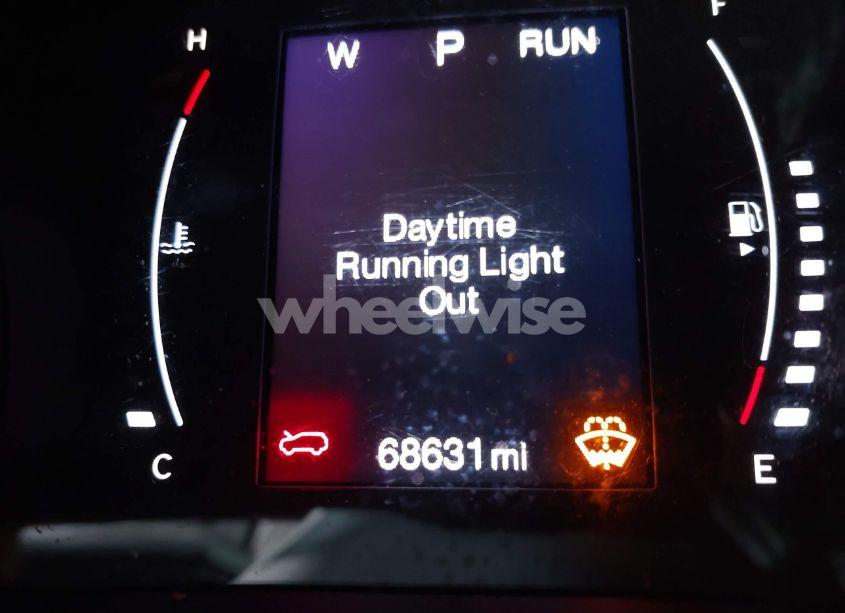 H
W P RUN
F
Daytime
Running Light
Out
wheelwise
68631 mi
C
E